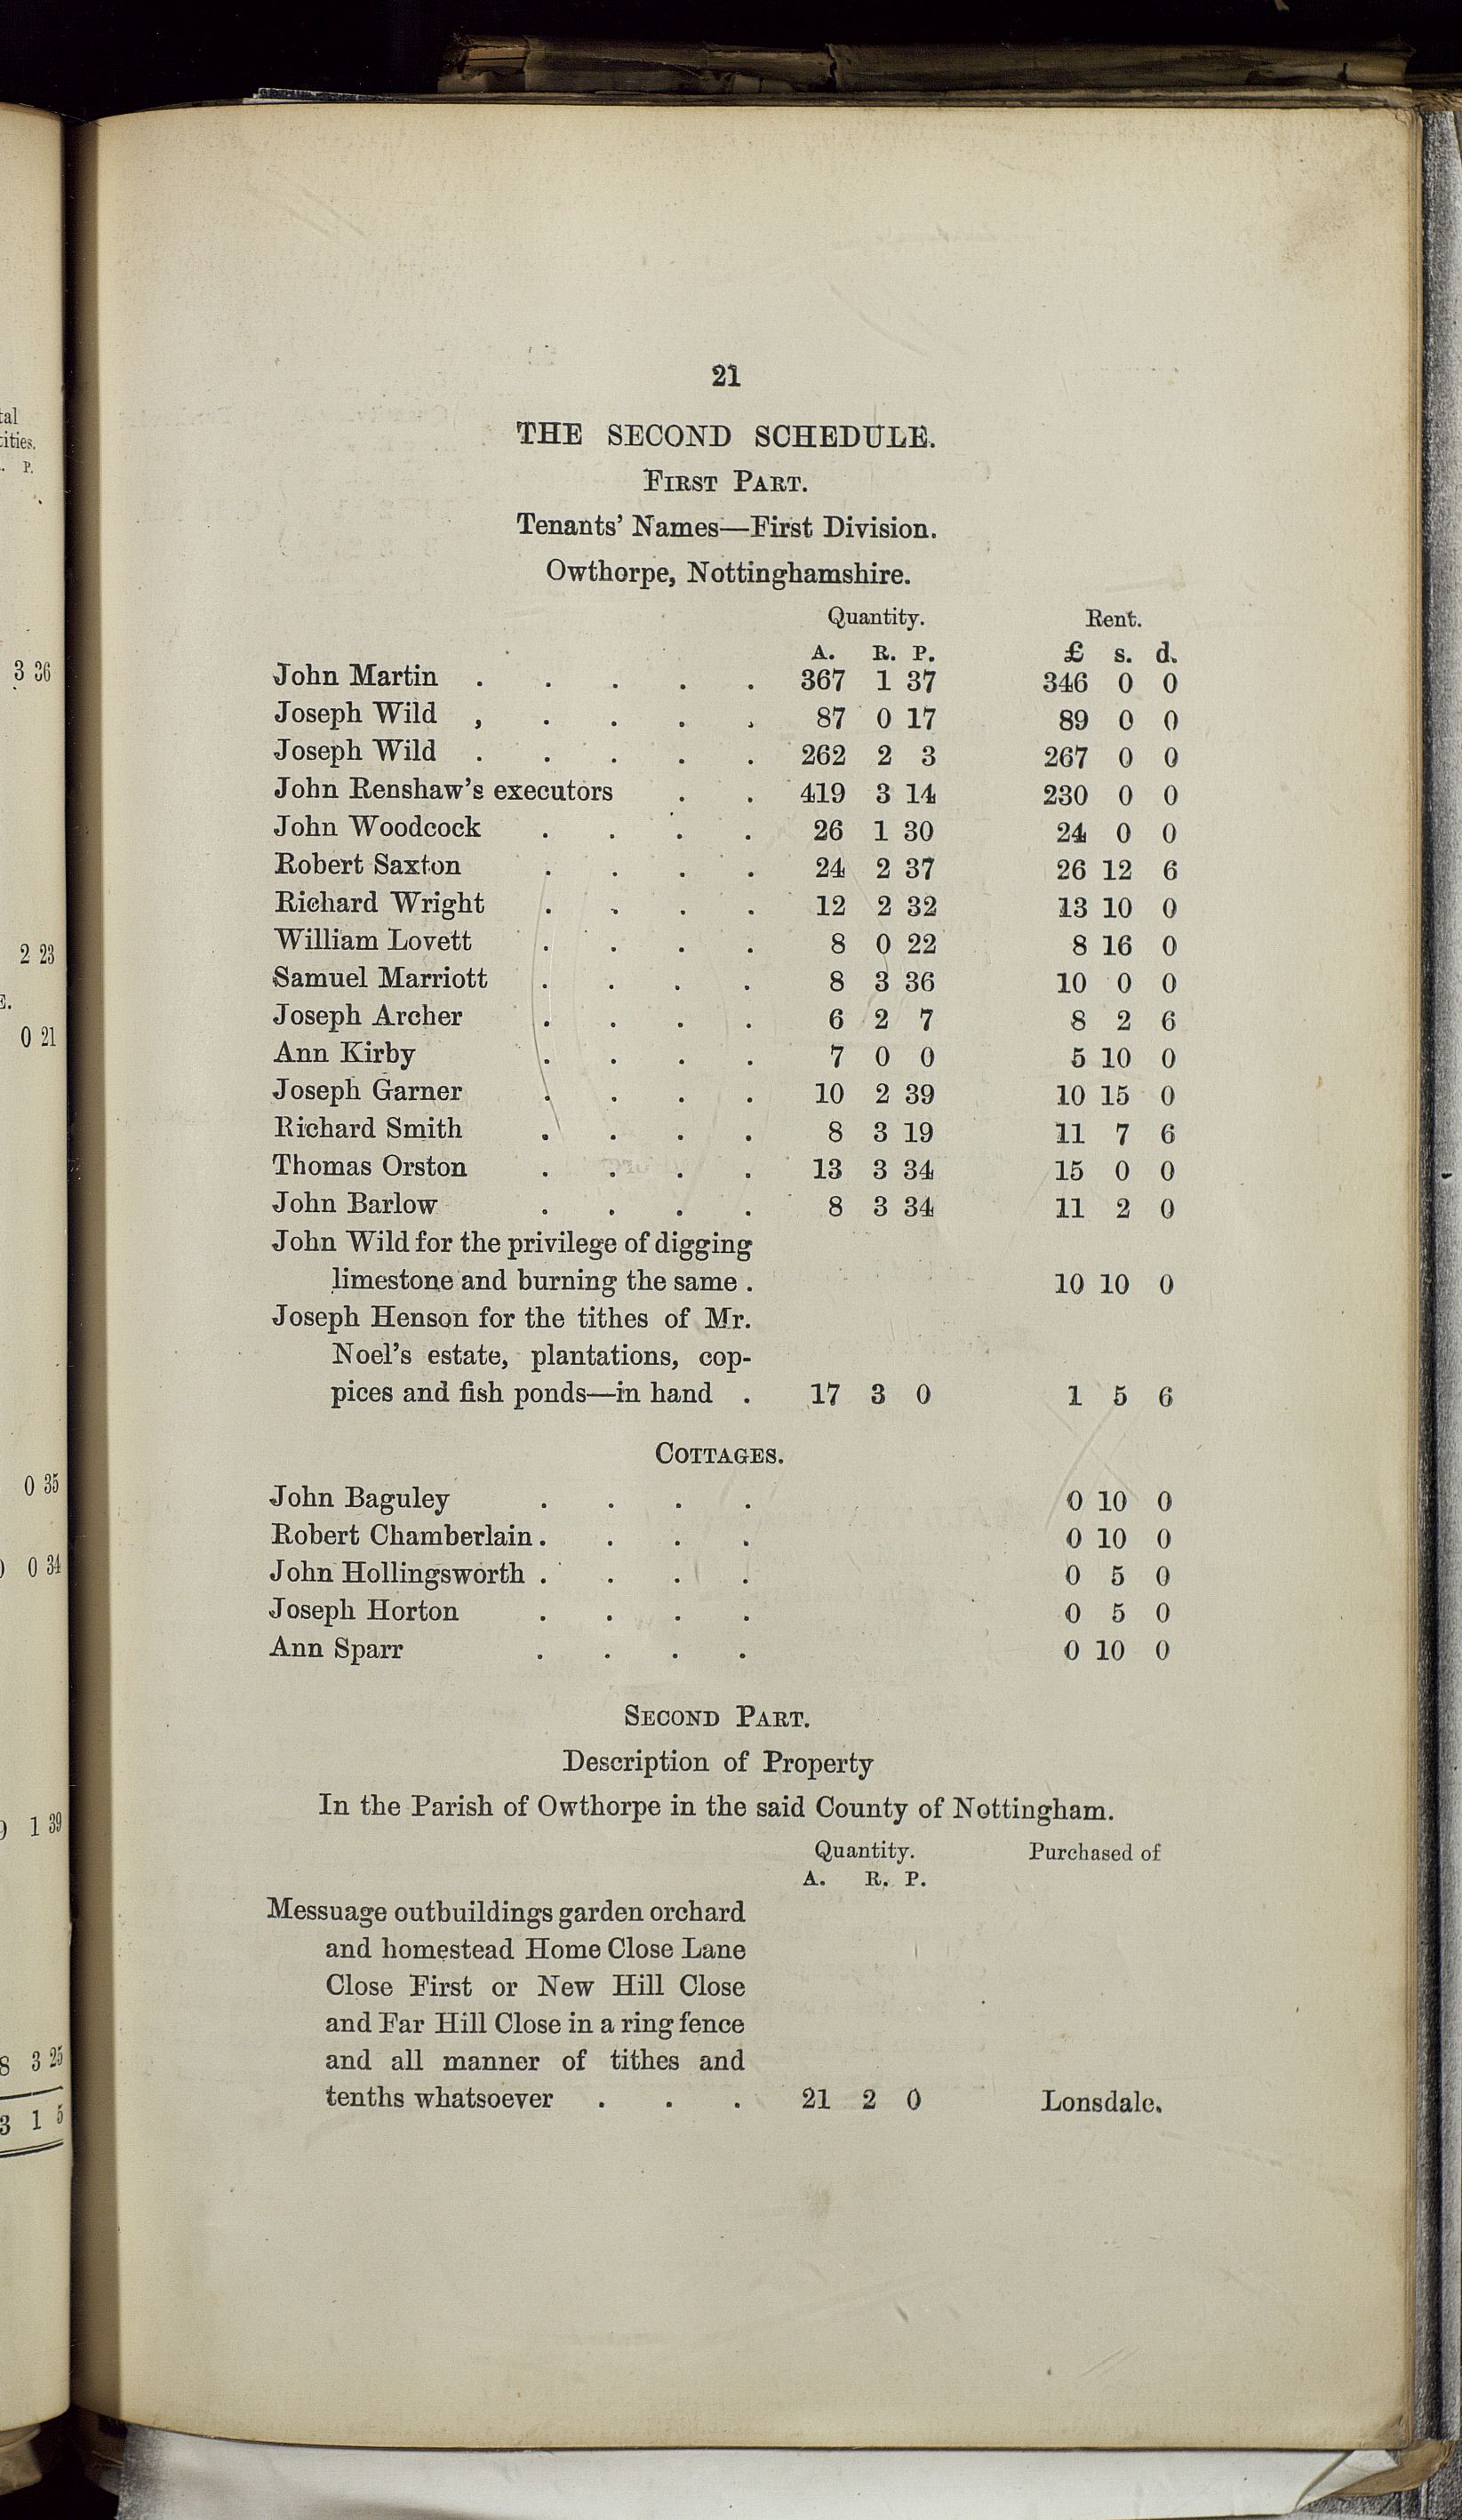 21
THE SECOND SCHEDULE.
FIRST PART.
Tenants' Names—First Division.
Owthorpe, Nottinghamshire.
Quantity. Rent.
A. R. P. £ s. d.
John Martin . . . . . 367 1 37 346 0 0
Joseph Wild , . . . . 87 0 17 89 0 0
Joseph Wild . . . . . 262 2 3 267 0 0
John Renshaw's executors . . 419 3 14 230 0 0
John Woodcock . . . . 26 1 30 24 0 0
Robert Saxton . . . . 24 2 37 26 12 6
Richard Wright . . . . 12 2 32 13 10 0
William Lovett . . . . 8 0 22 8 16 0
Samuel Marriott . . . . 8 3 36 10 0 0
Joseph Archer . . . . 6 2 7 8 2 6
Ann Kirby . . . . 7 0 0 5 10 0
Joseph Garner . . . . 10 2 39 10 15 0
Richard Smith . . . . 8 3 19 11 7 6
Thomas Orston . . . . 13 3 34 15 0 0
John Barlow . . . . 8 3 34 11 2 0
John Wild for the privilege of digging
limestone and burning the same . 10 10 0
Joseph Henson for the tithes of Mr.
Noel's estate, plantations, cop-
pices and fish ponds—in hand . 17 3 0 1 5 6
COTTAGES.
John Baguley . . . . 0 10 0
Robert Chamberlain . . . . 0 10 0
John Hollingsworth . . . . 0 5 0
Joseph Horton . . . . 0 5 0
Ann Sparr . . . . 0 10 0
SECOND PART.
Description of Property
In the Parish of Owthorpe in the said County of Nottingham.
Quantity. Purchased of
A. R. P.
Messuage outbuildings garden orchard
and homestead Home Close Lane
Close First or New Hill Close
and Far Hill Close in a ring fence
and all manner of tithes and
tenths whatsoever . . . 21 2 0 Lonsdale.